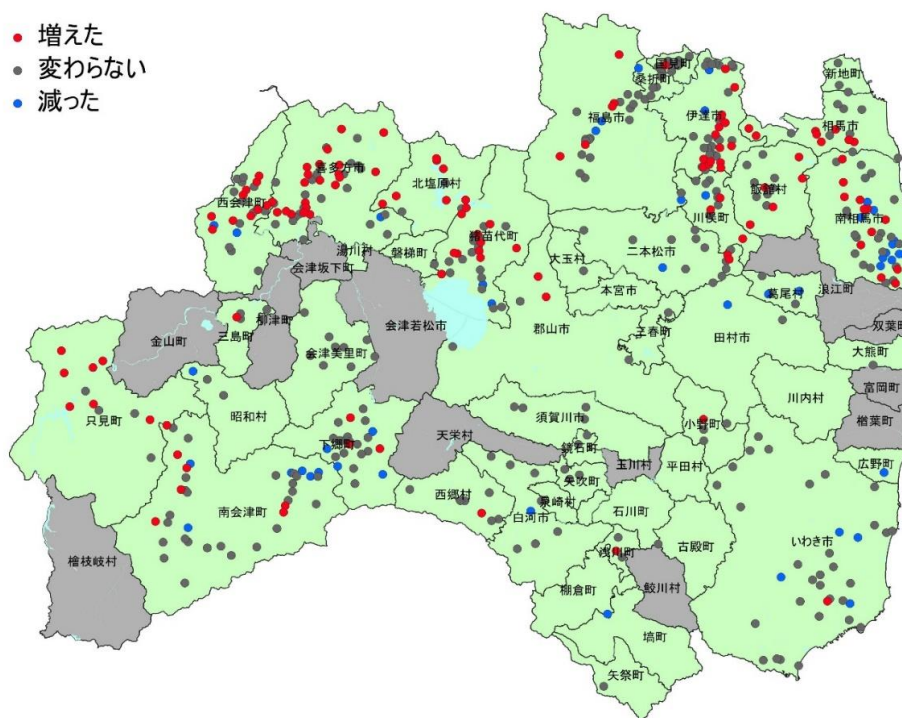 増えた
変わらない
減った
国見町
桑折町
新地町
福島市
伊達市
相馬市
喜多方市
北塩原村
西会津町
飯舘村
川俣町
南相馬市
猪苗代町
湯川村
磐梯町
大玉村
二本松市
会津坂下町
本宮市
葛尾村
浪江町
三島町
柳津町
会津若松市
郡山市
三春町
田村市
双葉町
金山町
会津美里町
大熊町
川内村
富岡町
只見町
昭和村
須賀川市
小野町
楢葉町
下郷町
天栄村
鏡石町
玉川村
平田村
広野町
矢吹町
西郷村
泉崎村
南会津町
白河市
石川町
古殿町
いわき市
浅川町
檜枝岐村
棚倉町
鮫川村
塙町
矢祭町